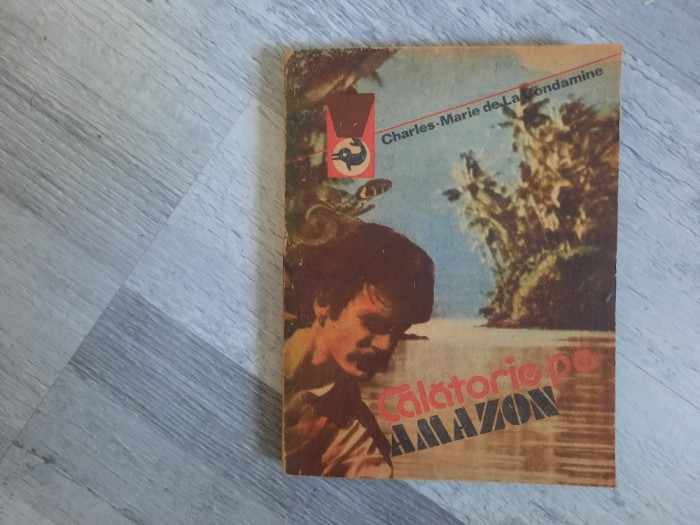 Charles-Marie de La Condamine
Călătorie pe
AMAZON